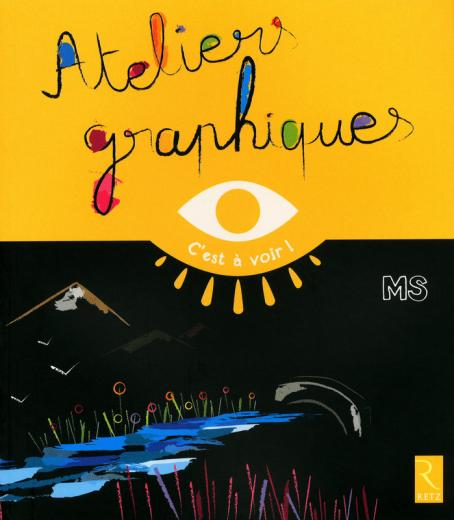 Ateliers
graphiques
C'est à voir !
MS
R
RETZ